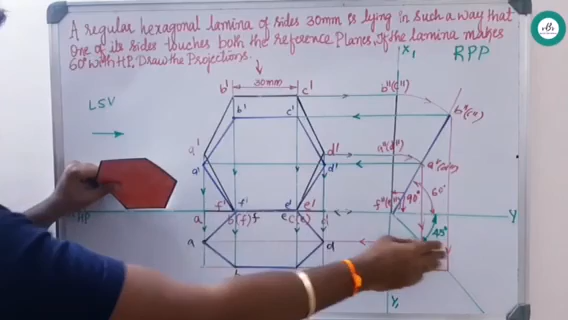 A regular hexagonal lamina of sides 30mm is lying in such a way that
One of its sides touches both the reference Planes, If the lamina makes
60° with HP, Draw the Projections.
RPP
X₁
30mm
LSV
b' c' b"(c")
b' c' b"(c")
a' d' a"(d")
a' d' a"(d")
60°
90°
f' f' e' e' f"(e")
HP a b(f) f e c(e) d Y
45°
a d
b
Y₁